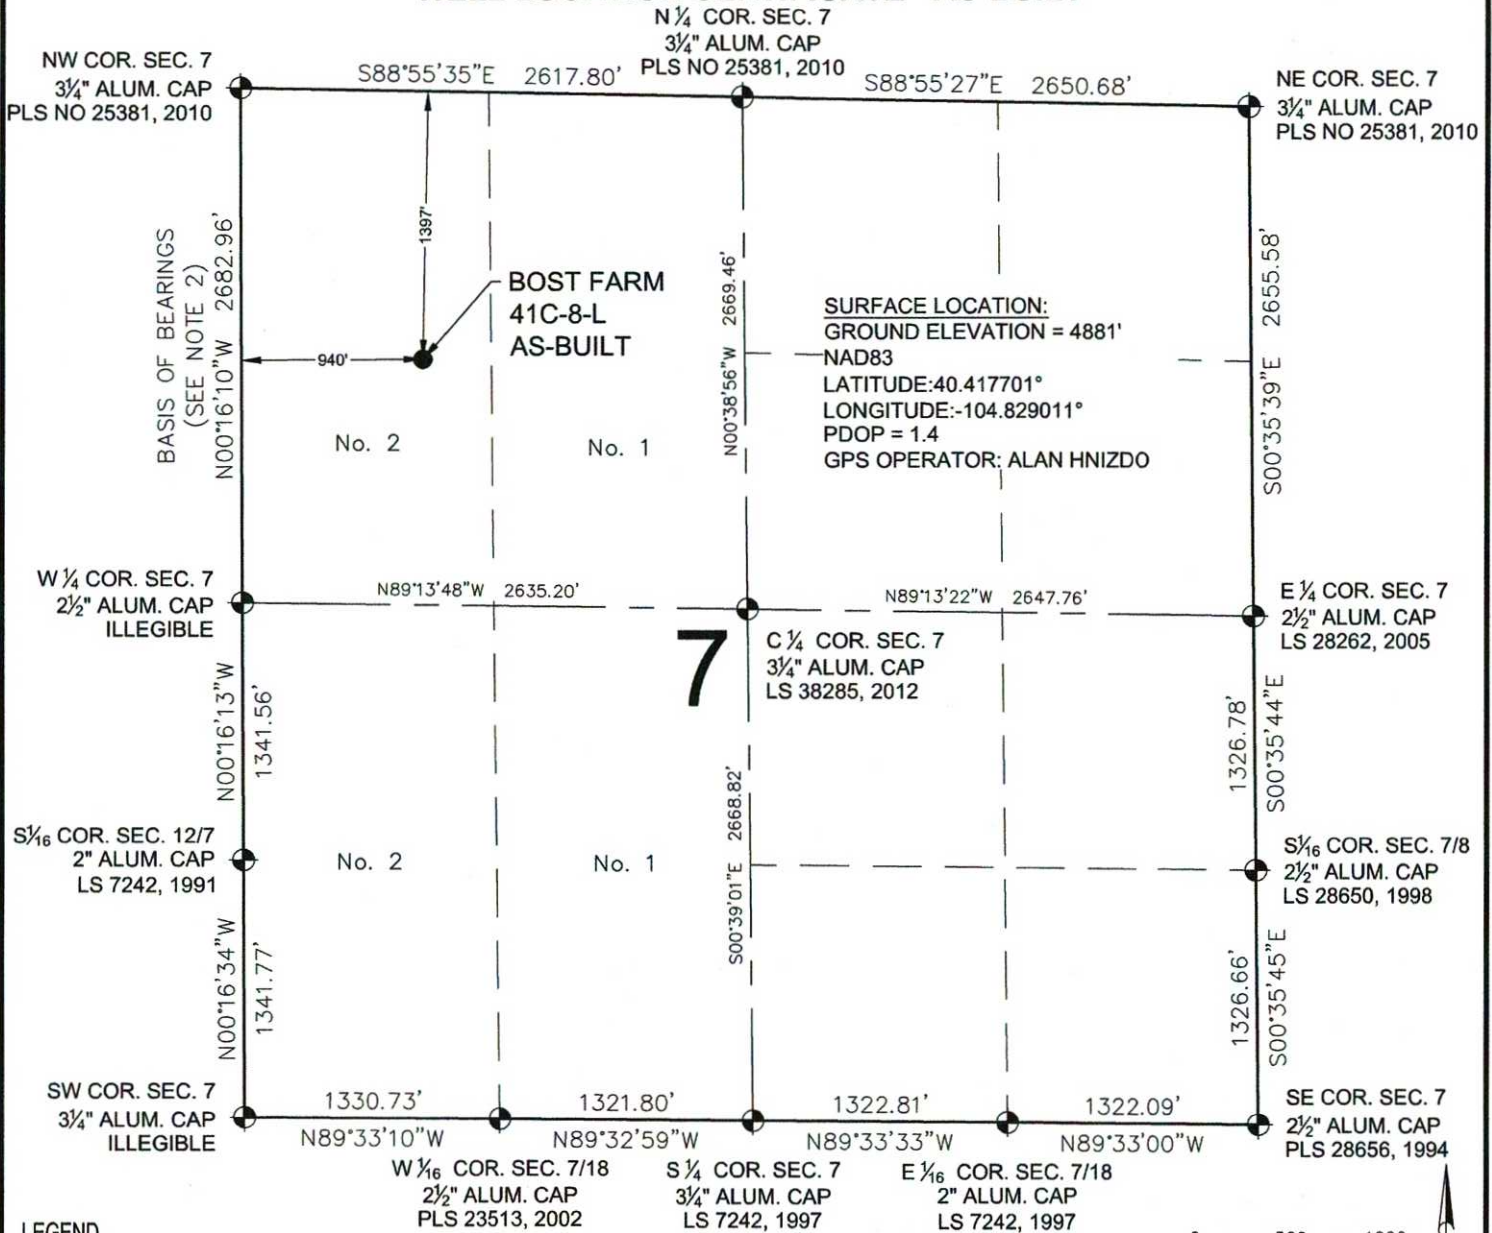 N ¼ COR. SEC. 7
3¼" ALUM. CAP
PLS NO 25381, 2010
NW COR. SEC. 7
3¼" ALUM. CAP
PLS NO 25381, 2010
S88°55'35"E 2617.80'
S88°55'27"E 2650.68'
NE COR. SEC. 7
3¼" ALUM. CAP
PLS NO 25381, 2010
BASIS OF BEARINGS
(SEE NOTE 2)
N00°16'10"W 2682.96'
1397'
940'
BOST FARM
41C-8-L
AS-BUILT
N00°38'56"W 2669.46'
SURFACE LOCATION:
GROUND ELEVATION = 4881'
NAD83
LATITUDE:40.417701°
LONGITUDE:-104.829011°
PDOP = 1.4
GPS OPERATOR: ALAN HNIZDO
S00°35'39"E 2655.58'
No. 2
No. 1
W ¼ COR. SEC. 7
2½" ALUM. CAP
ILLEGIBLE
N89°13'48"W 2635.20'
N89°13'22"W 2647.76'
E ¼ COR. SEC. 7
2½" ALUM. CAP
LS 28262, 2005
7
C ¼ COR. SEC. 7
3¼" ALUM. CAP
LS 38285, 2012
N00°16'13"W
1341.56'
1326.78'
S00°35'44"E
S00°39'01"E 2668.82'
S1⁄16 COR. SEC. 12/7
2" ALUM. CAP
LS 7242, 1991
No. 2
No. 1
S1⁄16 COR. SEC. 7/8
2½" ALUM. CAP
LS 28650, 1998
N00°16'34"W
1341.77'
1326.66'
S00°35'45"E
SW COR. SEC. 7
3¼" ALUM. CAP
ILLEGIBLE
1330.73'
N89°33'10"W
1321.80'
N89°32'59"W
1322.81'
N89°33'33"W
1322.09'
N89°33'00"W
SE COR. SEC. 7
2½" ALUM. CAP
PLS 28656, 1994
W 1⁄16 COR. SEC. 7/18
2½" ALUM. CAP
PLS 23513, 2002
S ¼ COR. SEC. 7
3¼" ALUM. CAP
LS 7242, 1997
E 1⁄16 COR. SEC. 7/18
2" ALUM. CAP
LS 7242, 1997
LEGEND